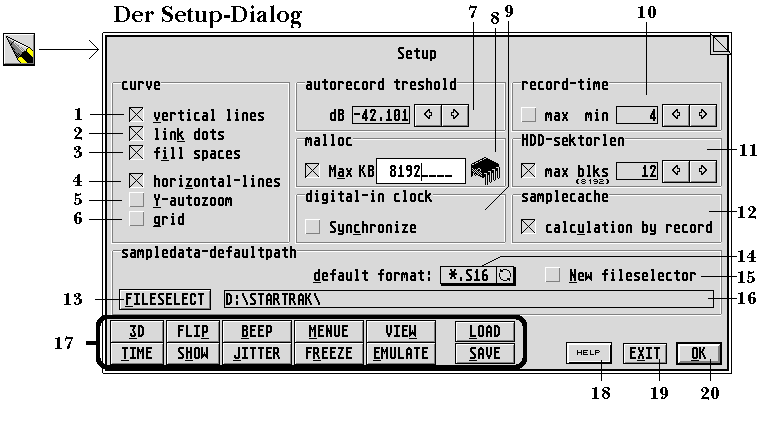 Der Setup-Dialog
7
8
9
10
Setup
curve
autorecord treshold
record-time
1
vertical lines
dB -42.101
max min 4
2
link dots
3
fill spaces
malloc
HDD-sektorlen
11
4
horizontal-lines
Max KB 8192____
max blks 12
(8192)
5
Y-autozoom
digital-in clock
samplecache
6
grid
Synchronize
calculation by record
12
sampledata-defaultpath
14
default format: *.S16
New fileselector
15
13
FILESELECT
D:\STARTRAK\
16
17
3D FLIP BEEP MENUE VIEW LOAD
TIME SHOW JITTER FREEZE EMULATE SAVE
HELP EXIT OK
18
19
20